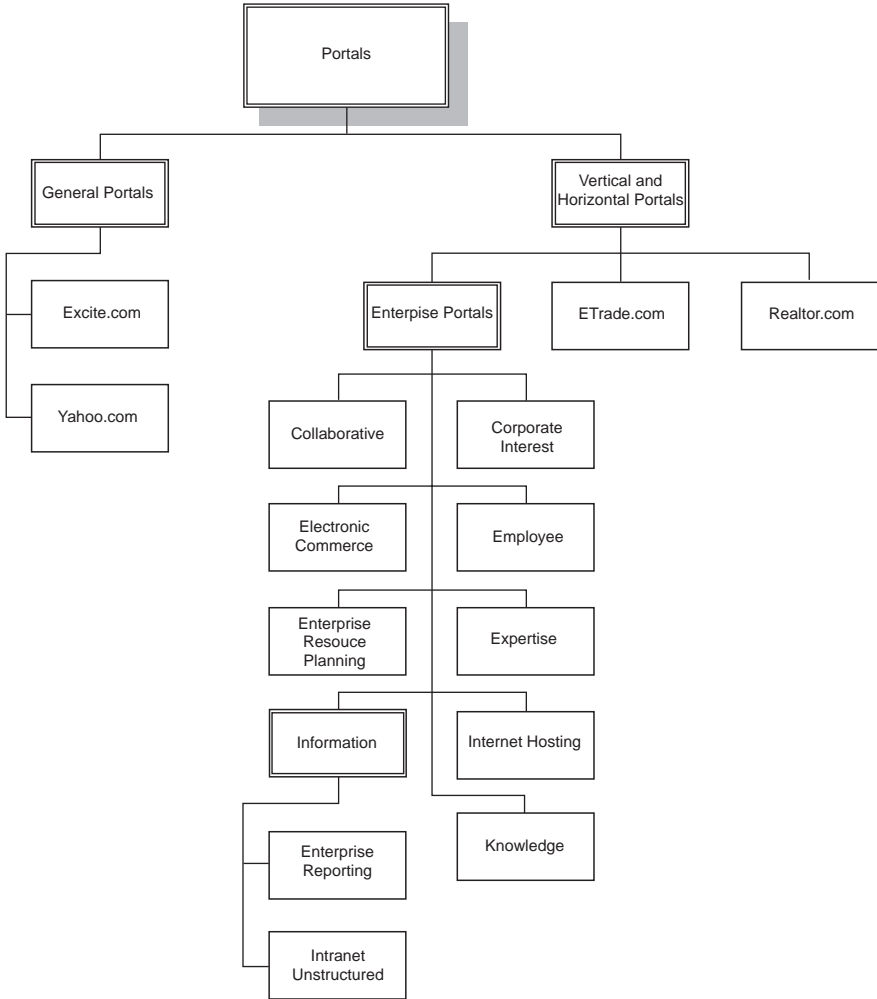 Portals
General Portals
Vertical and
Horizontal Portals
Excite.com
Enterpise Portals
ETrade.com
Realtor.com
Yahoo.com
Collaborative
Corporate
Interest
Electronic
Commerce
Employee
Enterprise
Resouce
Planning
Expertise
Information
Internet Hosting
Enterprise
Reporting
Knowledge
Intranet
Unstructured